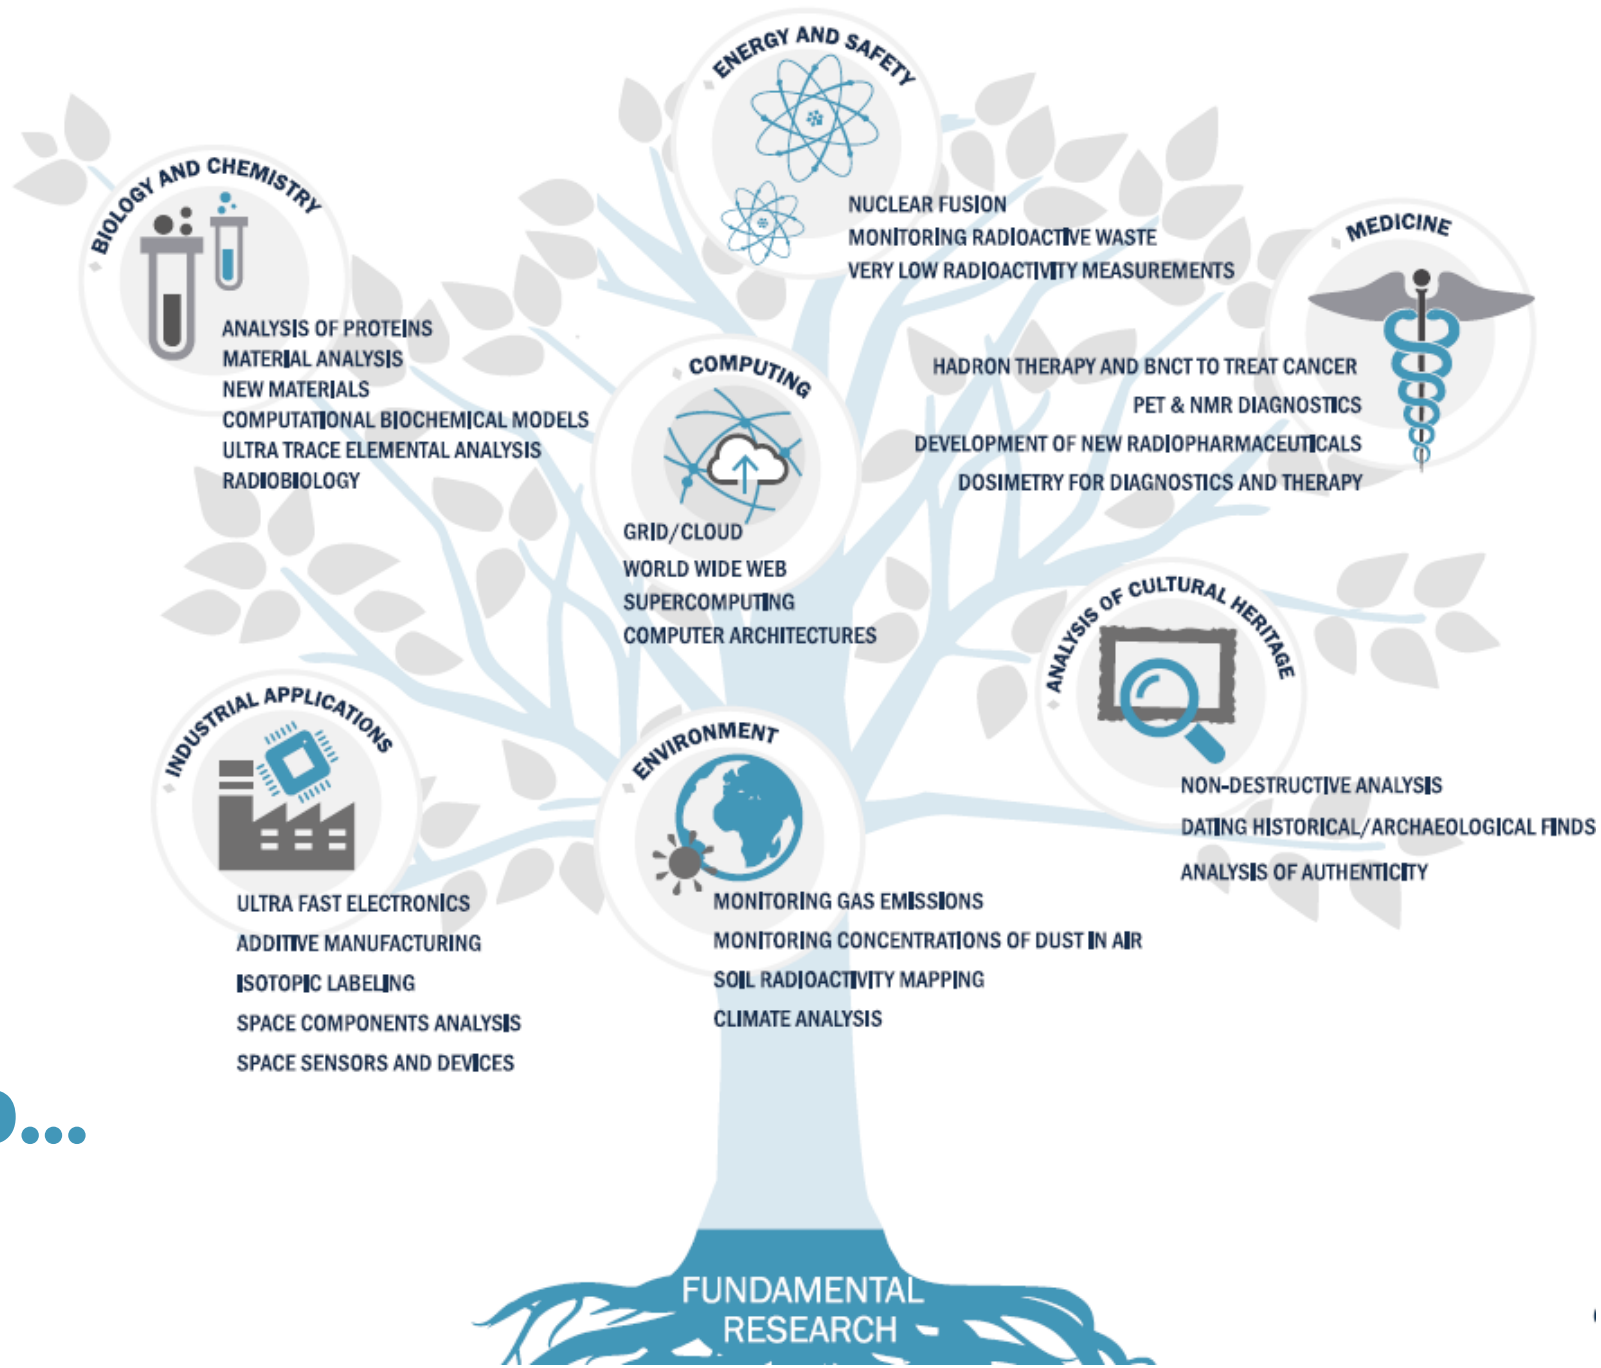 ENERGY AND SAFETY
NUCLEAR FUSION
MONITORING RADIOACTIVE WASTE
VERY LOW RADIOACTIVITY MEASUREMENTS
BIOLOGY AND CHEMISTRY
ANALYSIS OF PROTEINS
MATERIAL ANALYSIS
NEW MATERIALS
COMPUTATIONAL BIOCHEMICAL MODELS
ULTRA TRACE ELEMENTAL ANALYSIS
RADIOBIOLOGY
MEDICINE
HADRON THERAPY AND BNCT TO TREAT CANCER
PET & NMR DIAGNOSTICS
DEVELOPMENT OF NEW RADIOPHARMACEUTICALS
DOSIMETRY FOR DIAGNOSTICS AND THERAPY
COMPUTING
GRID/CLOUD
WORLD WIDE WEB
SUPERCOMPUTING
COMPUTER ARCHITECTURES
ANALYSIS OF CULTURAL HERITAGE
NON-DESTRUCTIVE ANALYSIS
DATING HISTORICAL/ARCHAEOLOGICAL FINDS
ANALYSIS OF AUTHENTICITY
INDUSTRIAL APPLICATIONS
ULTRA FAST ELECTRONICS
ADDITIVE MANUFACTURING
ISOTOPIC LABELING
SPACE COMPONENTS ANALYSIS
SPACE SENSORS AND DEVICES
ENVIRONMENT
MONITORING GAS EMISSIONS
MONITORING CONCENTRATIONS OF DUST IN AIR
SOIL RADIOACTIVITY MAPPING
CLIMATE ANALYSIS
...
FUNDAMENTAL
RESEARCH